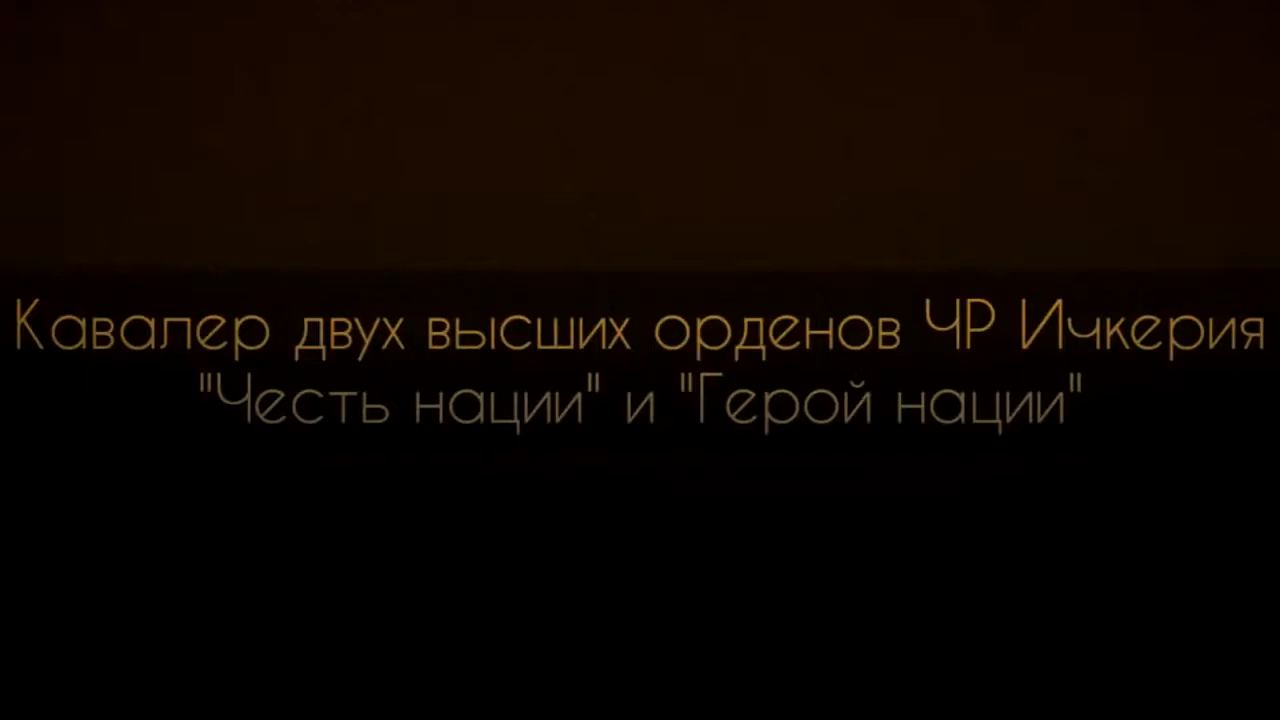 Кавалер двух высших орденов ЧР Ичкерия
"Честь нации" и "Герой нации"